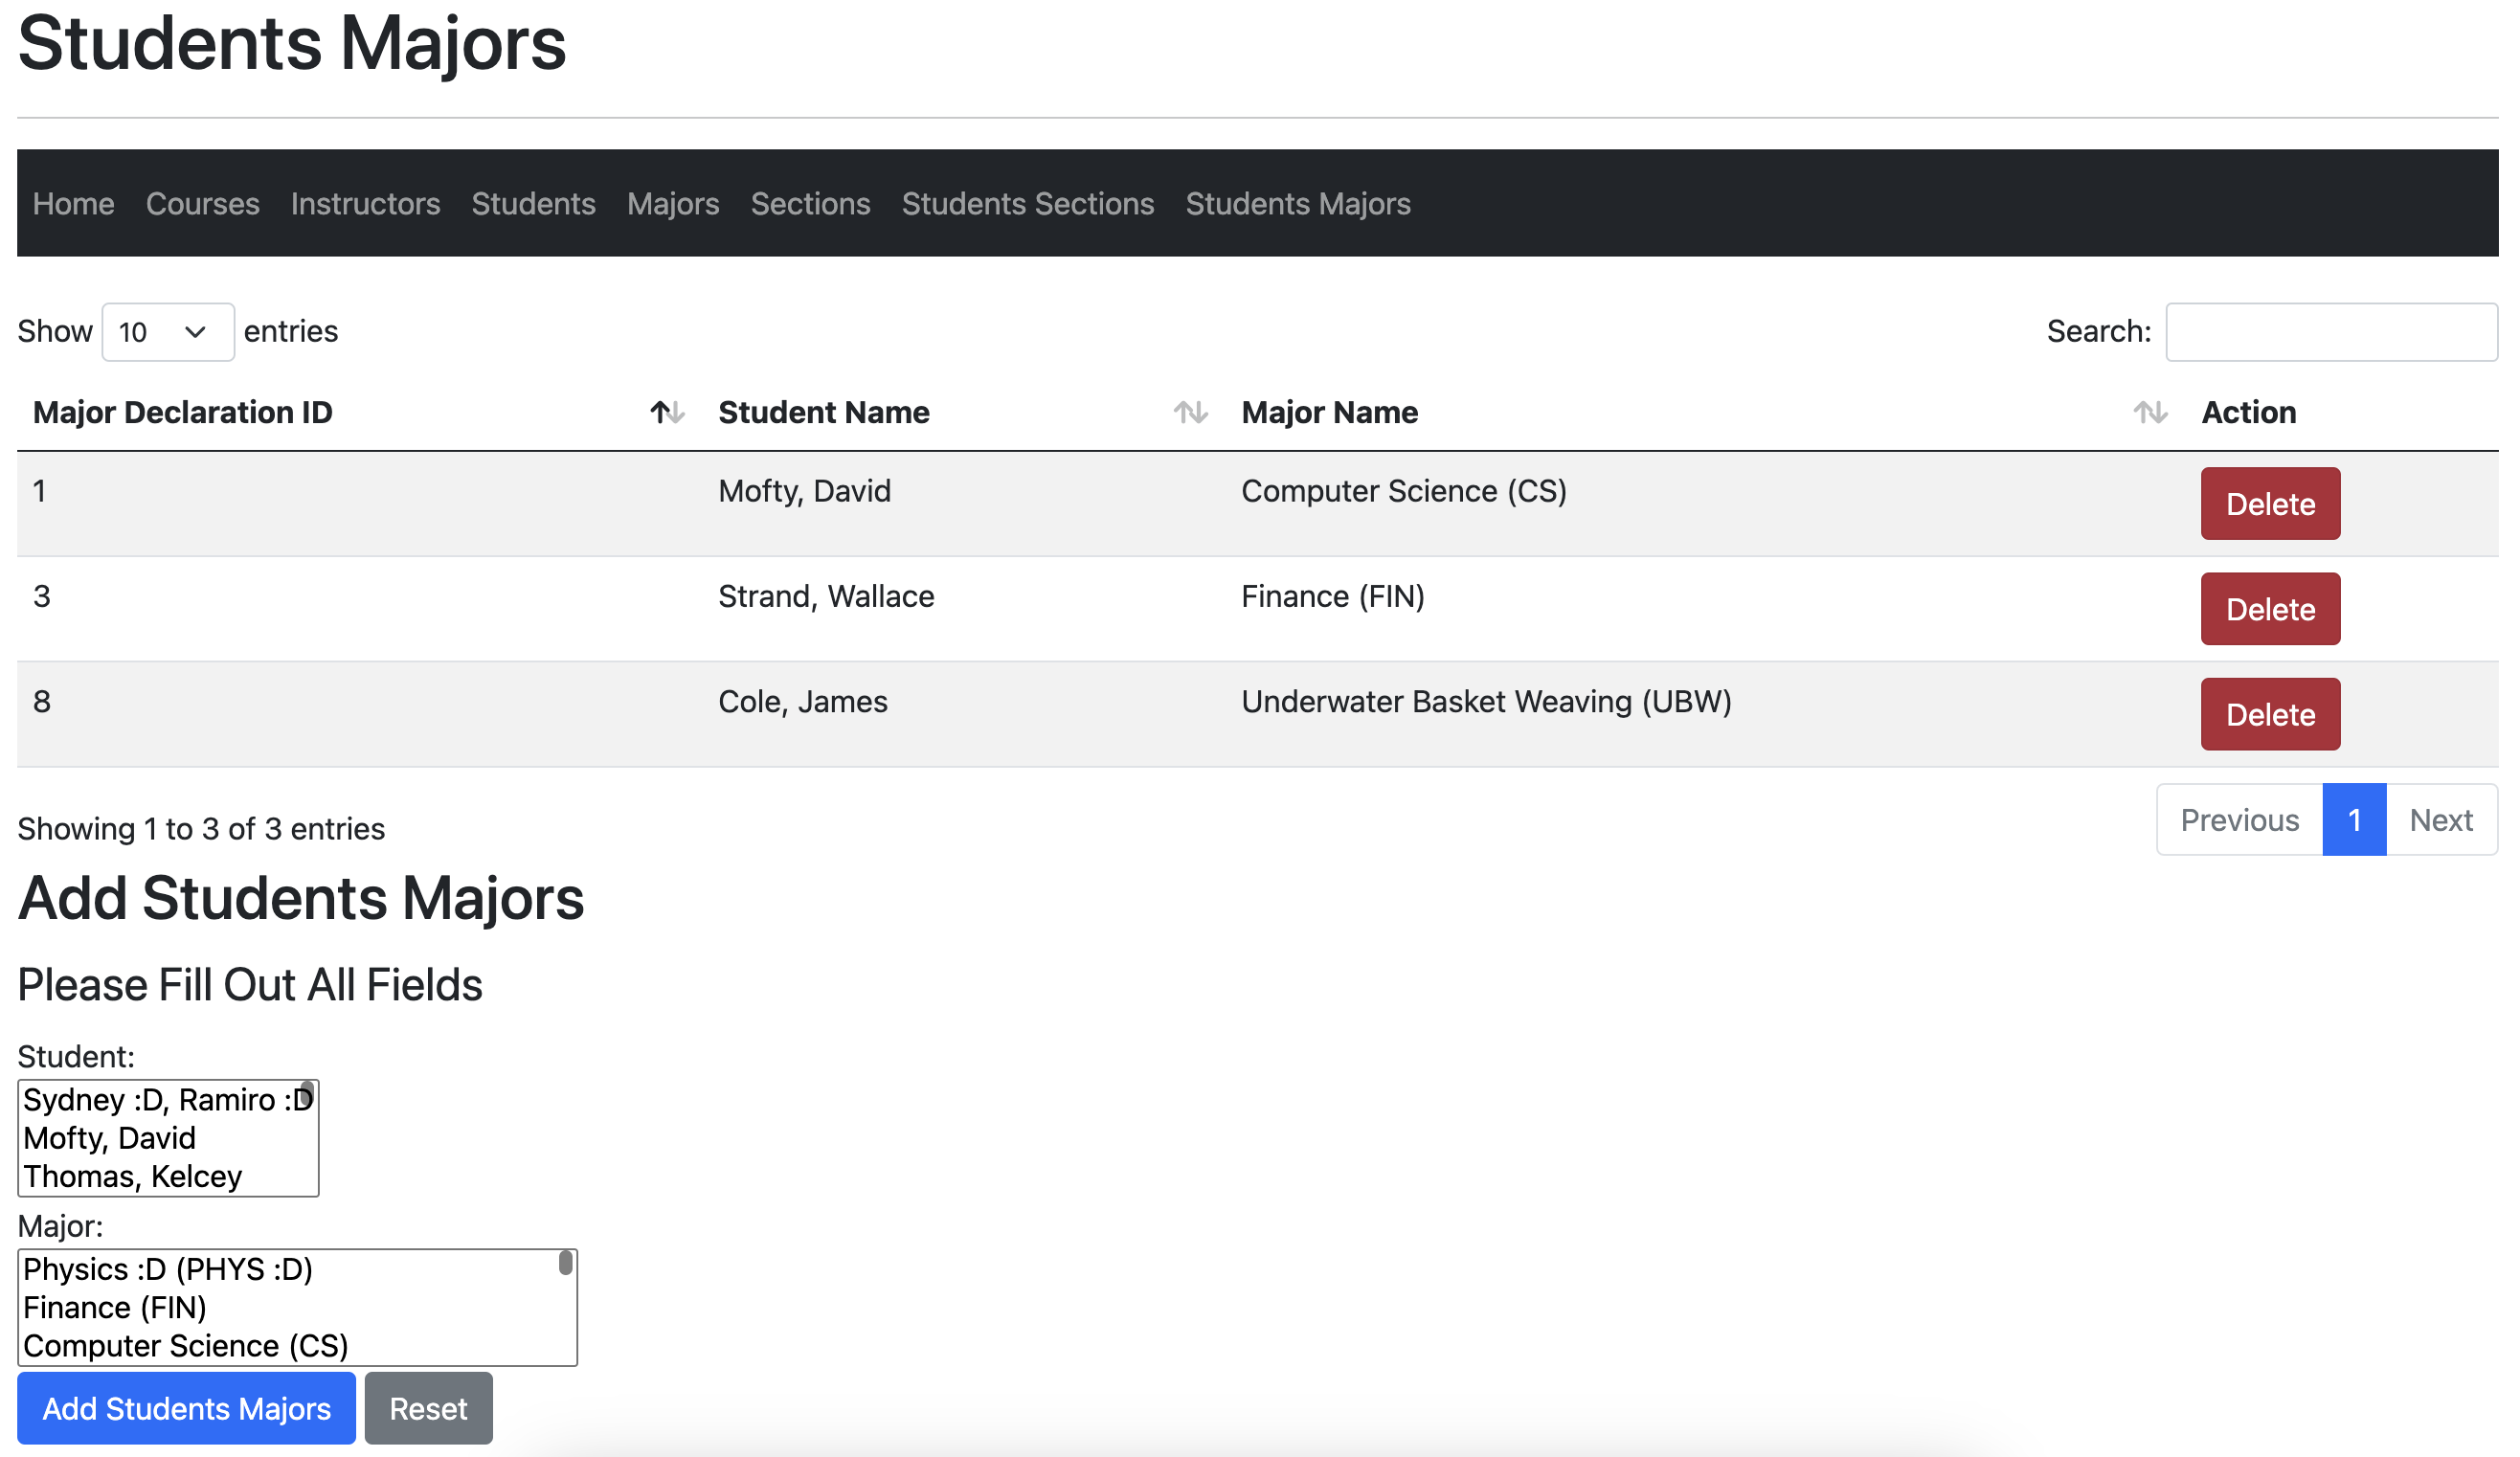 Students Majors
Home Courses Instructors Students Majors Sections Students Sections Students Majors
Show 10 entries Search:
Major Declaration ID Student Name Major Name Action
1 Mofty, David Computer Science (CS) Delete
3 Strand, Wallace Finance (FIN) Delete
8 Cole, James Underwater Basket Weaving (UBW) Delete
Showing 1 to 3 of 3 entries Previous 1 Next
Add Students Majors
Please Fill Out All Fields
Student:
Sydney :D, Ramiro :D
Mofty, David
Thomas, Kelcey
Major:
Physics :D (PHYS :D)
Finance (FIN)
Computer Science (CS)
Add Students Majors Reset